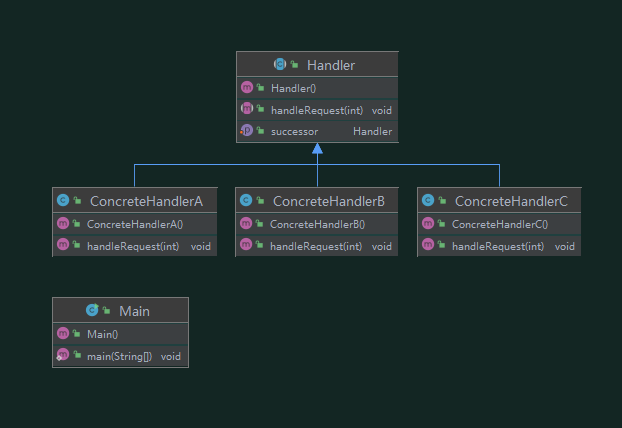 Handler
Handler()
handleRequest(int) void
successor Handler
ConcreteHandlerA
ConcreteHandlerA()
handleRequest(int) void
ConcreteHandlerB
ConcreteHandlerB()
handleRequest(int) void
ConcreteHandlerC
ConcreteHandlerC()
handleRequest(int) void
Main
Main()
main(String[]) void